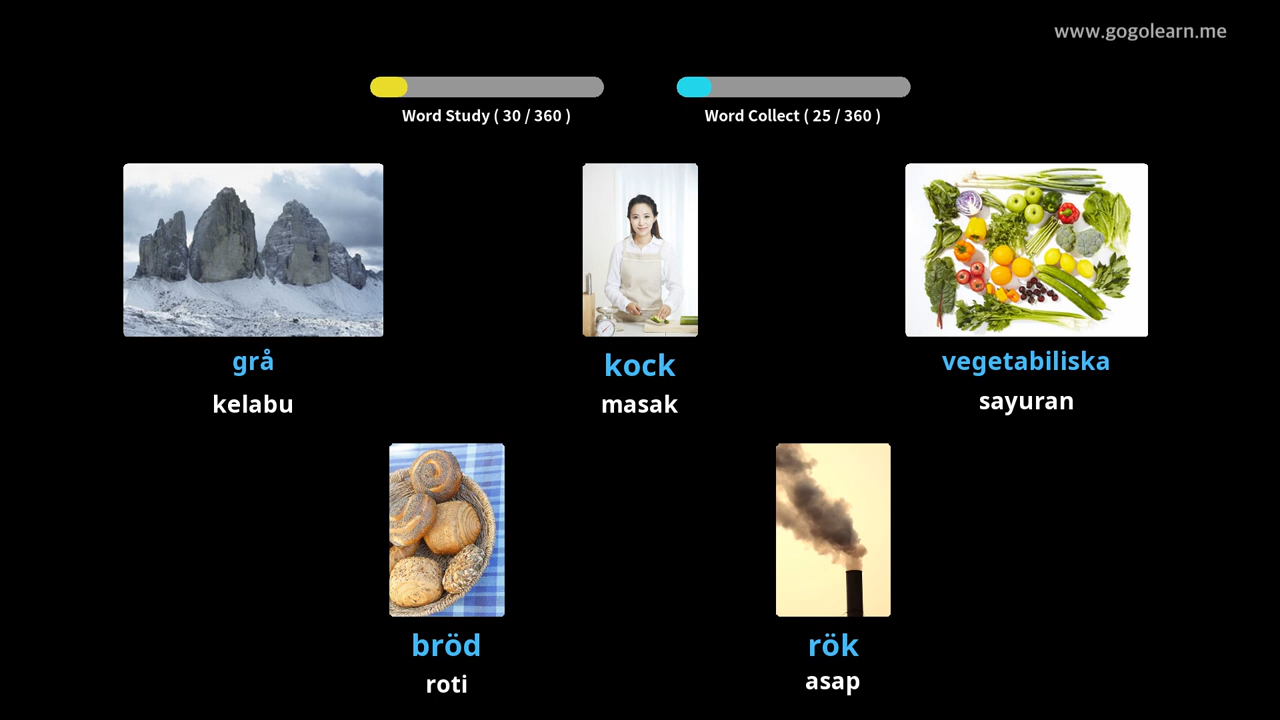 www.gogolearn.me
Word Study ( 30 / 360 )
Word Collect ( 25 / 360 )
grå
kock
vegetabiliska
kelabu
masak
sayuran
bröd
rök
roti
asap